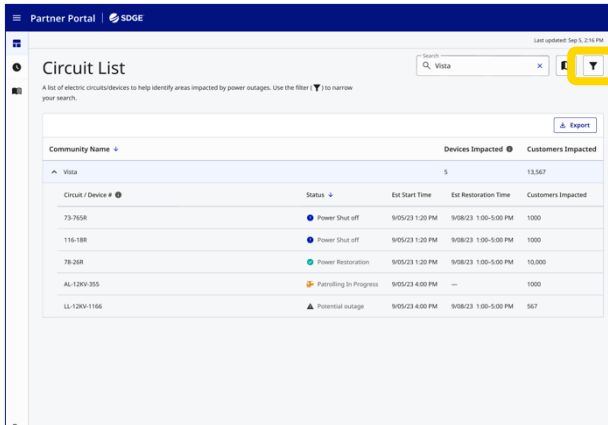 Partner Portal | SDGE
Last updated: Sep 5, 2:16 PM
Circuit List
Search
Vista
A list of electric circuits/devices to help identify areas impacted by power outages. Use the filter ( ) to narrow
your search.
Export
Community Name Devices Impacted Customers Impacted
Vista 5 13,567
Circuit / Device # Status Est Start Time Est Restoration Time Customers Impacted
73-765R Power Shut off 9/05/23 1:20 PM 9/08/23 1:00-5:00 PM 1000
116-18R Power Shut off 9/05/23 1:20 PM 9/08/23 1:00-5:00 PM 1000
78-26R Power Restoration 9/05/23 1:20 PM 9/08/23 1:00-5:00 PM 10,000
AL-12KV-355 Patrolling In Progress 9/05/23 4:00 PM — 1000
LL-12KV-1166 Potential outage 9/05/23 4:00 PM 9/08/23 1:00-5:00 PM 567